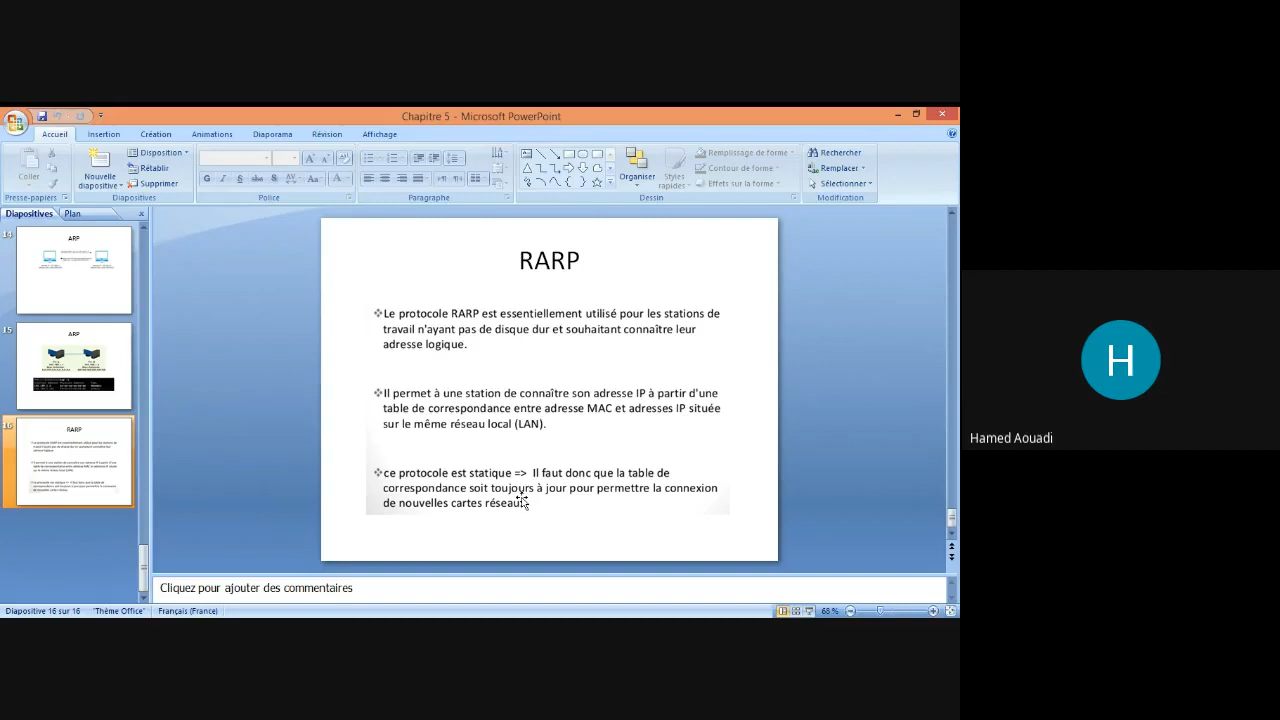 Chapitre 5 - Microsoft PowerPoint
Accueil Insertion Création Animations Diaporama Révision Affichage
Coller
Nouvelle diapositive
Disposition
Rétablir
Supprimer
G I S abc S AV Aa A
Organiser
Styles rapides
Remplissage de forme
Contour de forme
Effets sur la forme
Rechercher
Remplacer
Sélectionner
Presse-papiers Diapositives Police Paragraphe Dessin Modification
Diapositives Plan
14
ARP
15
ARP
16
RARP
RARP
Le protocole RARP est essentiellement utilisé pour les stations de
travail n'ayant pas de disque dur et souhaitant connaître leur
adresse logique.
Il permet à une station de connaître son adresse IP à partir d'une
table de correspondance entre adresse MAC et adresses IP située
sur le même réseau local (LAN).
ce protocole est statique => Il faut donc que la table de
correspondance soit toujours à jour pour permettre la connexion
de nouvelles cartes réseau
Cliquez pour ajouter des commentaires
Diapositive 16 sur 16 "Thème Office" Français (France) 68 %
H
Hamed Aouadi